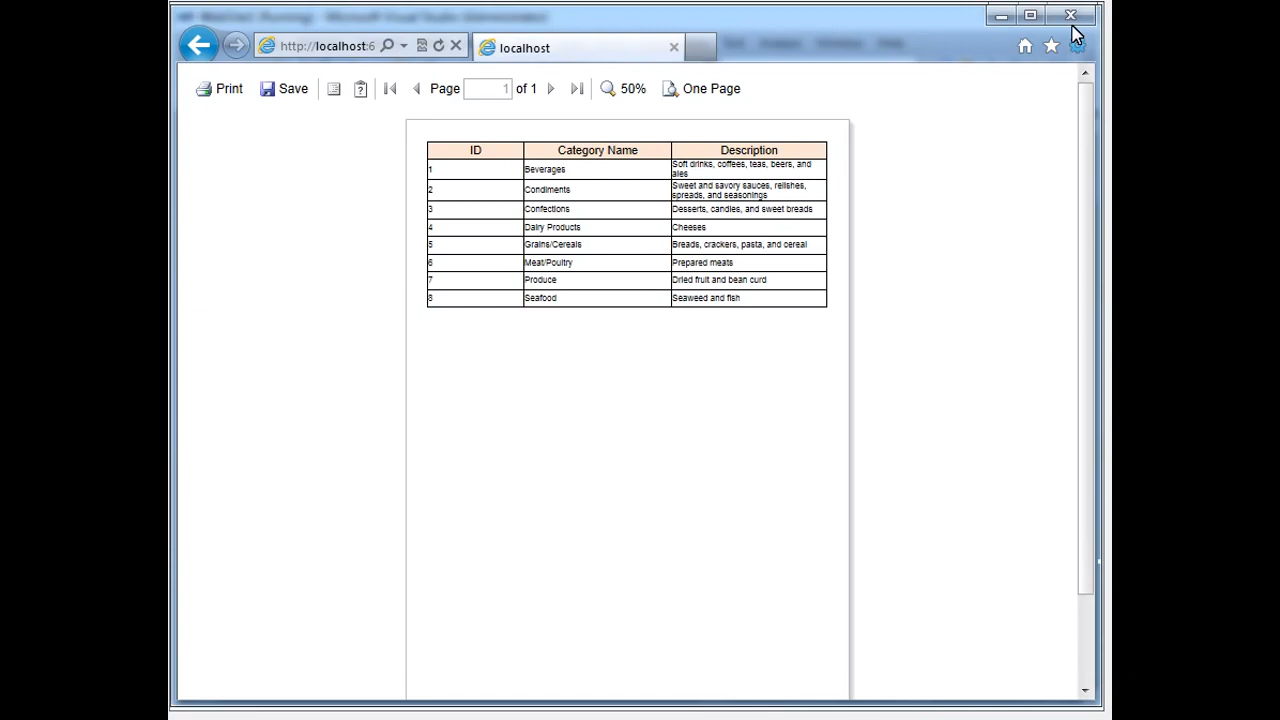 http://localhost:6
localhost
Print
Save
Page 1 of 1
50%
One Page
ID Category Name Description
1 Beverages Soft drinks, coffees, teas, beers, and
ales
2 Condiments Sweet and savory sauces, relishes,
spreads, and seasonings
3 Confections Desserts, candies, and sweet breads
4 Dairy Products Cheeses
5 Grains/Cereals Breads, crackers, pasta, and cereal
6 Meat/Poultry Prepared meats
7 Produce Dried fruit and bean curd
8 Seafood Seaweed and fish